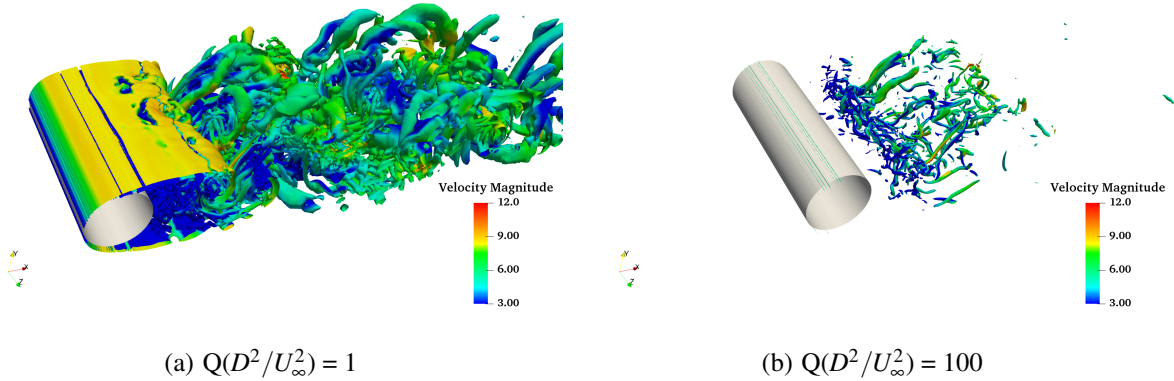 Velocity Magnitude
12.0
9.00
6.00
3.00
Y
X
Z
(a) Q(D²/U∞²) = 1
Velocity Magnitude
12.0
9.00
6.00
3.00
Y
X
Z
(b) Q(D²/U∞²) = 100